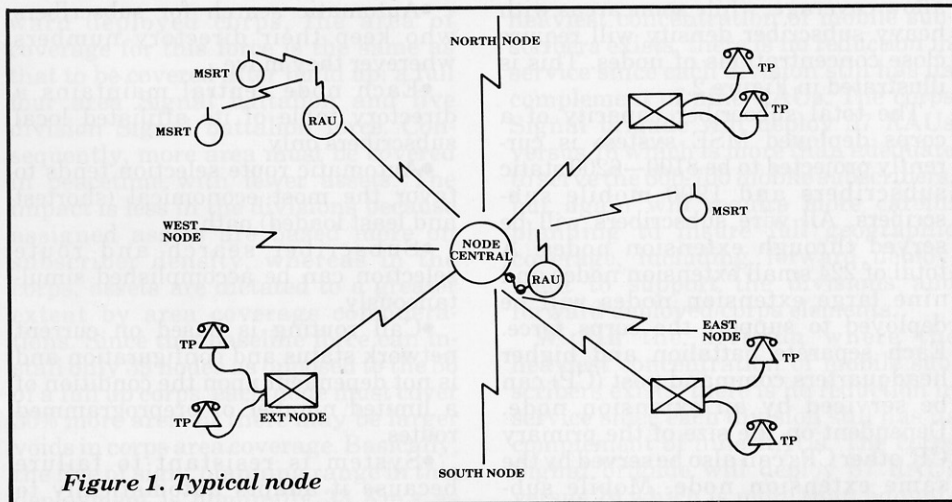 NORTH NODE
MSRT
MSRT
RAU
TP
TP
MSRT
WEST
NODE
NODE
CENTRAL
RAU
EAST
NODE
TP
TP
EXT NODE
TP
TP
SOUTH NODE
Figure 1. Typical node